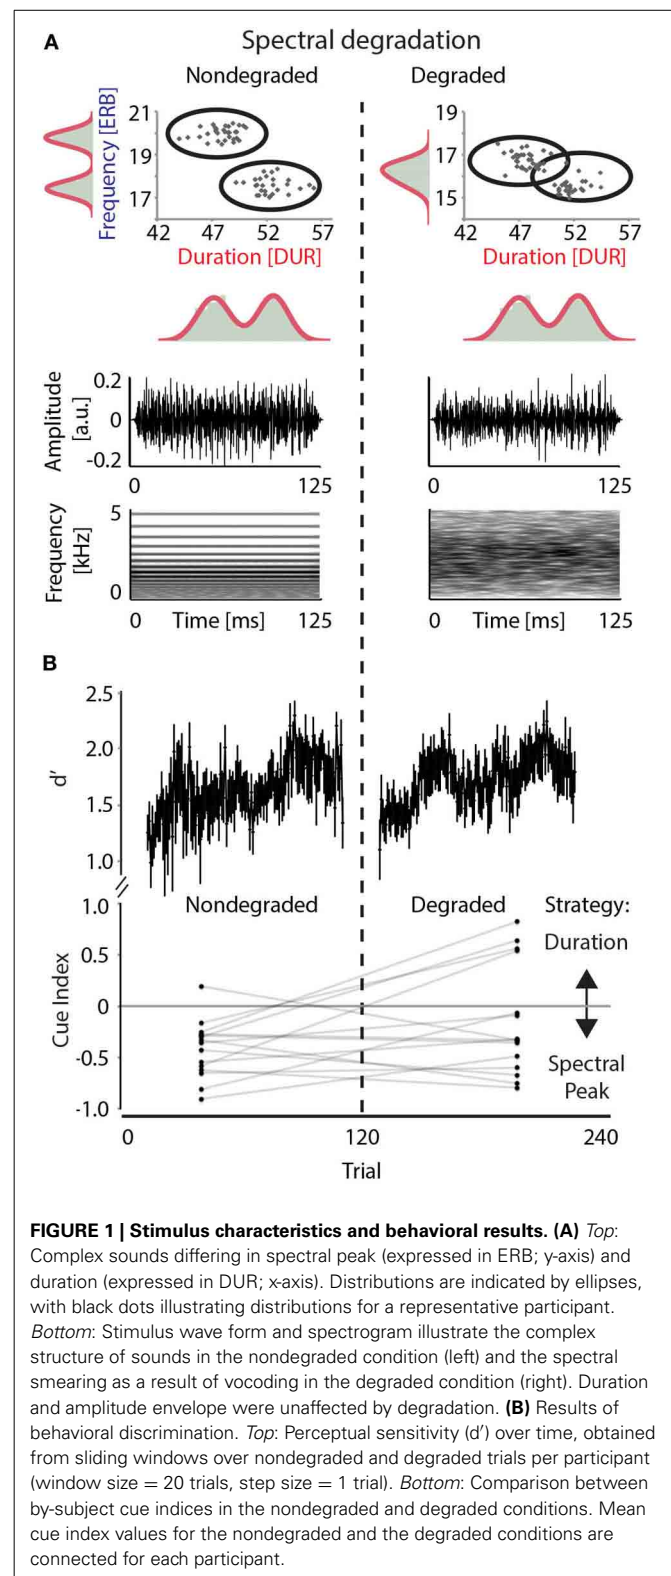 A
Spectral degradation
Nondegraded
Degraded
Frequency [ERB]
21
19
17
42 47 52 57
Duration [DUR]
19
17
15
42 47 52 57
Duration [DUR]
Amplitude
[a.u.]
0.2
0
-0.2
0 125
0 125
Frequency
[kHz]
5
0
0 Time [ms] 125
0 Time [ms] 125
B
d′
2.5
2.0
1.5
1.0
Nondegraded
Degraded
Strategy:
Duration
Spectral
Peak
Cue Index
1.0
0.5
0
-0.5
-1.0
0 120 240
Trial
FIGURE 1 | Stimulus characteristics and behavioral results. (A) Top:
Complex sounds differing in spectral peak (expressed in ERB; y-axis) and
duration (expressed in DUR; x-axis). Distributions are indicated by ellipses,
with black dots illustrating distributions for a representative participant.
Bottom: Stimulus wave form and spectrogram illustrate the complex
structure of sounds in the nondegraded condition (left) and the spectral
smearing as a result of vocoding in the degraded condition (right). Duration
and amplitude envelope were unaffected by degradation. (B) Results of
behavioral discrimination. Top: Perceptual sensitivity (d′) over time, obtained
from sliding windows over nondegraded and degraded trials per participant
(window size = 20 trials, step size = 1 trial). Bottom: Comparison between
by-subject cue indices in the nondegraded and degraded conditions. Mean
cue index values for the nondegraded and the degraded conditions are
connected for each participant.